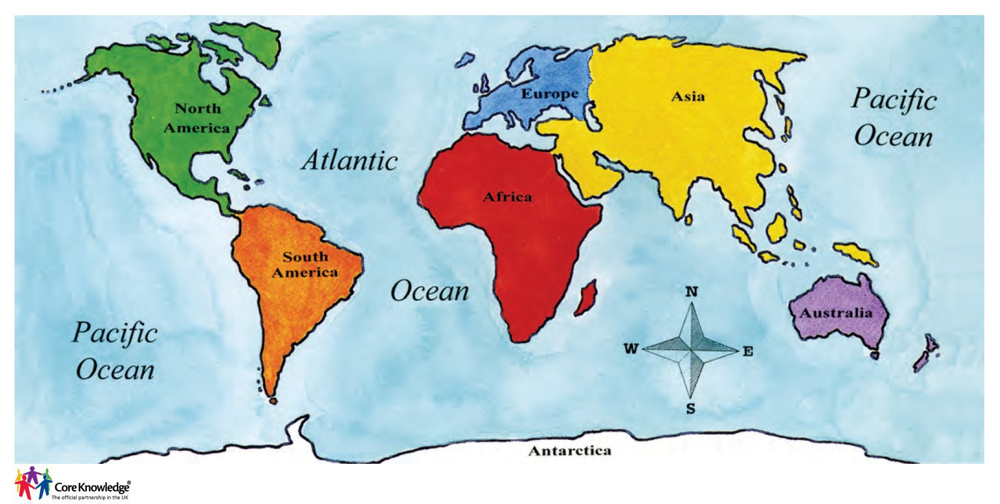 North
America
Europe
Asia
Pacific
Ocean
Atlantic
Africa
South
America
Ocean
N
W
E
S
Australia
Pacific
Ocean
Antarctica
Core Knowledge®
The official partnership in the UK